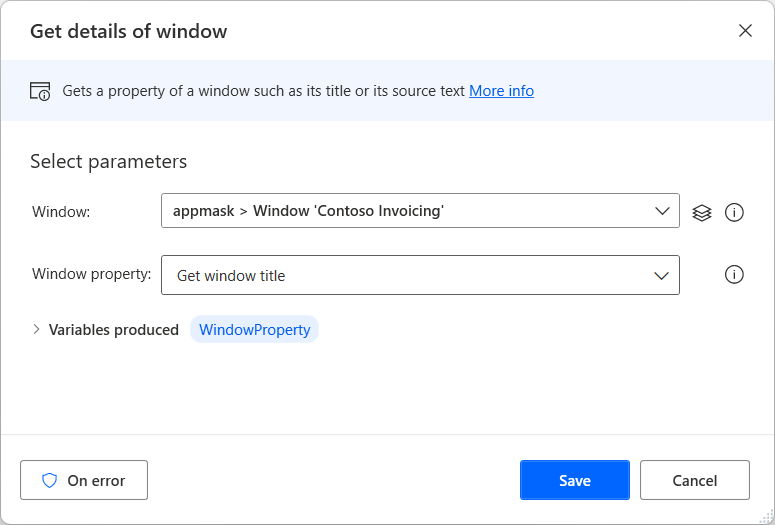 Get details of window
Gets a property of a window such as its title or its source text More info
Select parameters
Window: appmask > Window 'Contoso Invoicing'
Window property: Get window title
Variables produced WindowProperty
On error Save Cancel